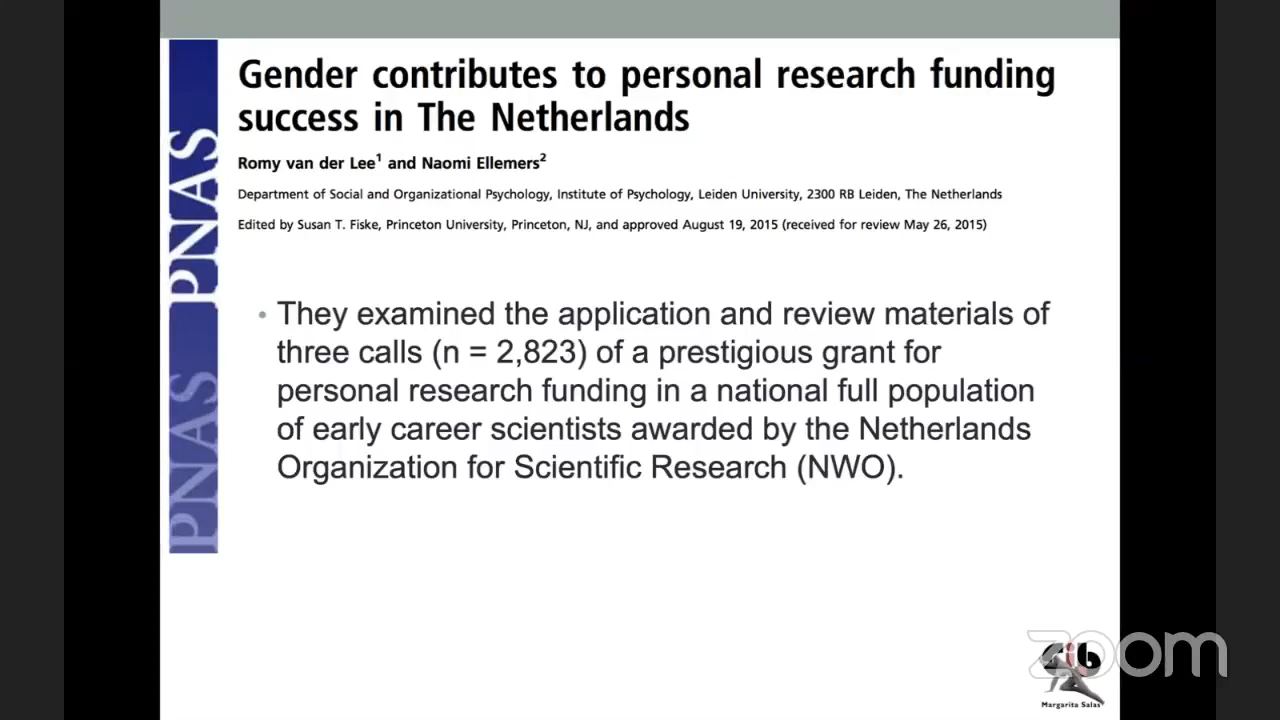 Gender contributes to personal research funding
success in The Netherlands
Romy van der Lee1 and Naomi Ellemers2
Department of Social and Organizational Psychology, Institute of Psychology, Leiden University, 2300 RB Leiden, The Netherlands
Edited by Susan T. Fiske, Princeton University, Princeton, NJ, and approved August 19, 2015 (received for review May 26, 2015)
PNAS
PNAS
• They examined the application and review materials of
three calls (n = 2,823) of a prestigious grant for
personal research funding in a national full population
of early career scientists awarded by the Netherlands
Organization for Scientific Research (NWO).
zoom
Margarita Salas